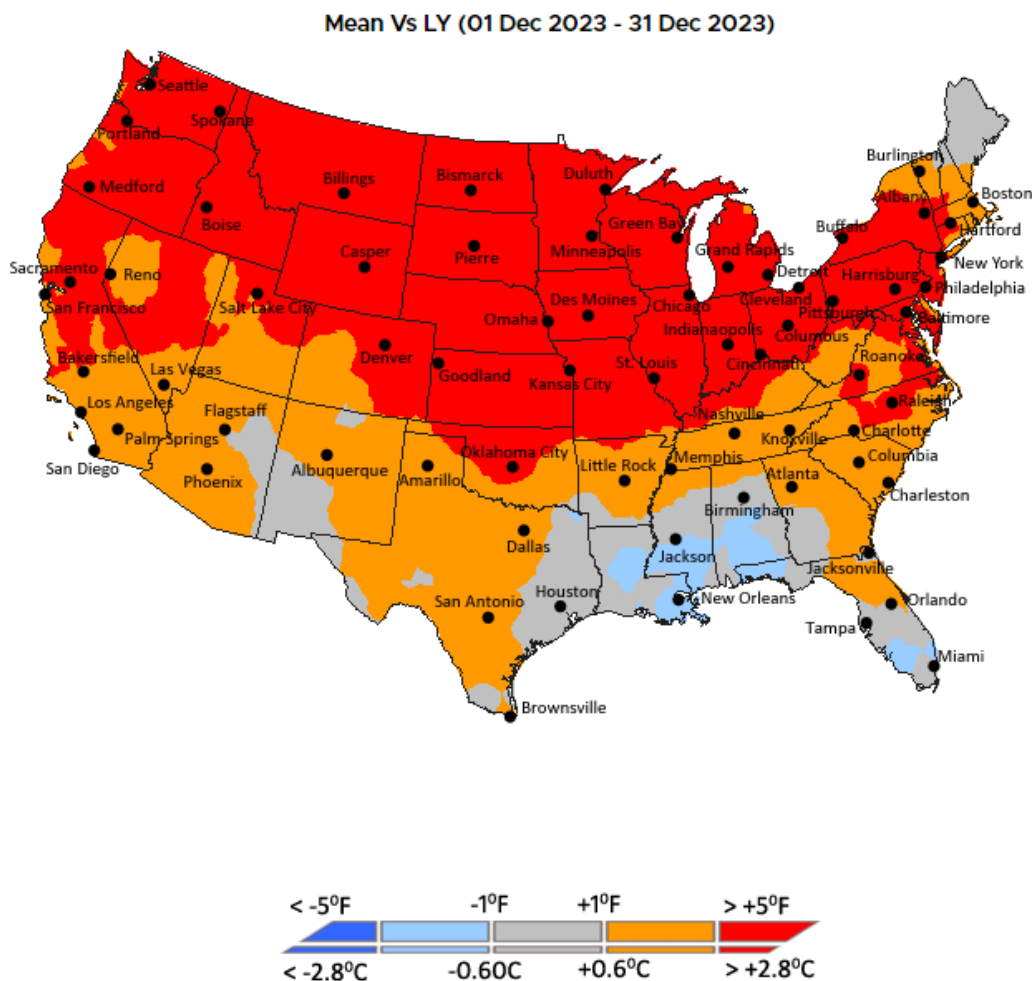 Mean Vs LY (01 Dec 2023 - 31 Dec 2023)
Seattle
Spokane
Portland
Burlington
Billings
Bismarck
Duluth
Medford
Boston
Albany
Boise
Green Bay
Buffalo
Hartford
Casper
Pierre
Minneapolis
Grand Rapids
New York
Sacramento
Reno
Detroit
Harrisburg
Philadelphia
San Francisco
Salt Lake City
Des Moines
Chicago
Cleveland
Pittsburgh
Baltimore
Omaha
Indianaopolis
Columbus
Bakersfield
Las Vegas
Denver
Goodland
Kansas City
St. Louis
Cincinnati
Roanoke
Los Angeles
Flagstaff
Nashville
Raleigh
Palm Springs
Knoxville
Charlotte
San Diego
Phoenix
Albuquerque
Amarillo
Oklahoma City
Little Rock
Memphis
Atlanta
Columbia
Birmingham
Charleston
Dallas
Jackson
Jacksonville
San Antonio
Houston
New Orleans
Orlando
Tampa
Miami
Brownsville
< -5⁰F -1⁰F +1⁰F > +5⁰F
< -2.8⁰C -0.60C +0.6⁰C > +2.8⁰C